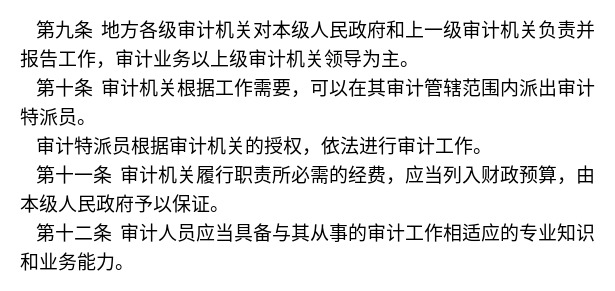 第九条 地方各级审计机关对本级人民政府和上一级审计机关负责并
报告工作，审计业务以上级审计机关领导为主。
第十条 审计机关根据工作需要，可以在其审计管辖范围内派出审计
特派员。
审计特派员根据审计机关的授权，依法进行审计工作。
第十一条 审计机关履行职责所必需的经费，应当列入财政预算，由
本级人民政府予以保证。
第十二条 审计人员应当具备与其从事的审计工作相适应的专业知识
和业务能力。